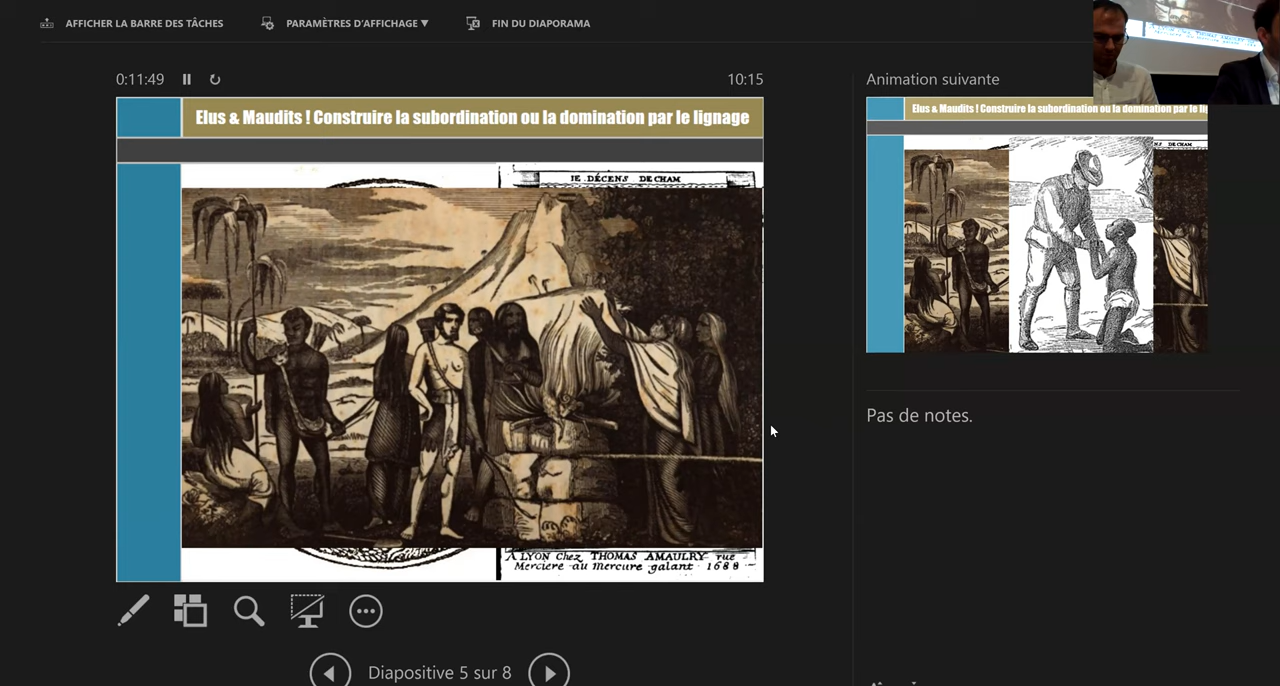 AFFICHER LA BARRE DES TÂCHES
PARAMÈTRES D'AFFICHAGE ▼
FIN DU DIAPORAMA
0:11:49
10:15
Elus & Maudits ! Construire la subordination ou la domination par le lignage
IE. DÉCENS DE CHAM
A LYON Chez THOMAS AMAULRY rue
Merciere au mercure galant 1688
Diapositive 5 sur 8
Animation suivante
Elus & Maudits ! Construire la subordination ou la domination par le li
Pas de notes.